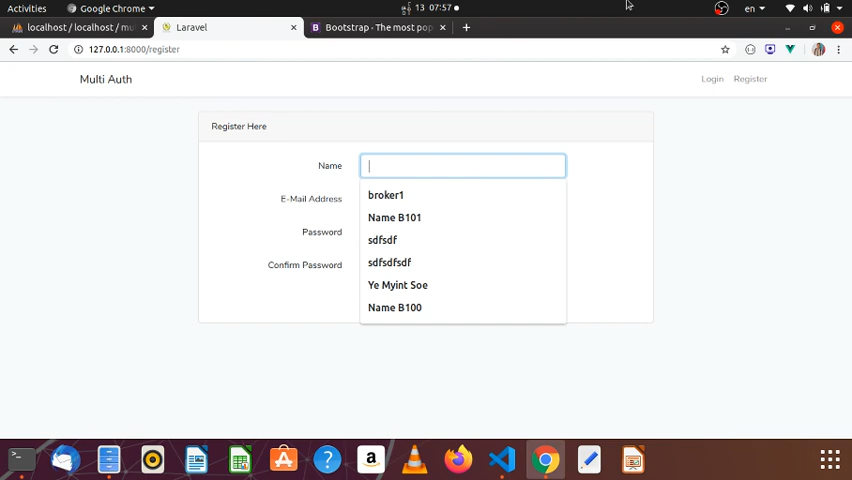 Activities
Google Chrome
13 07:57
en
localhost / localhost / mu
Laravel
Bootstrap · The most pop
127.0.0.1:8000/register
Multi Auth
Login
Register
Register Here
Name
broker1
E-Mail Address
Name B101
Password
sdfsdf
Confirm Password
sdfsdfsdf
Ye Myint Soe
Name B100